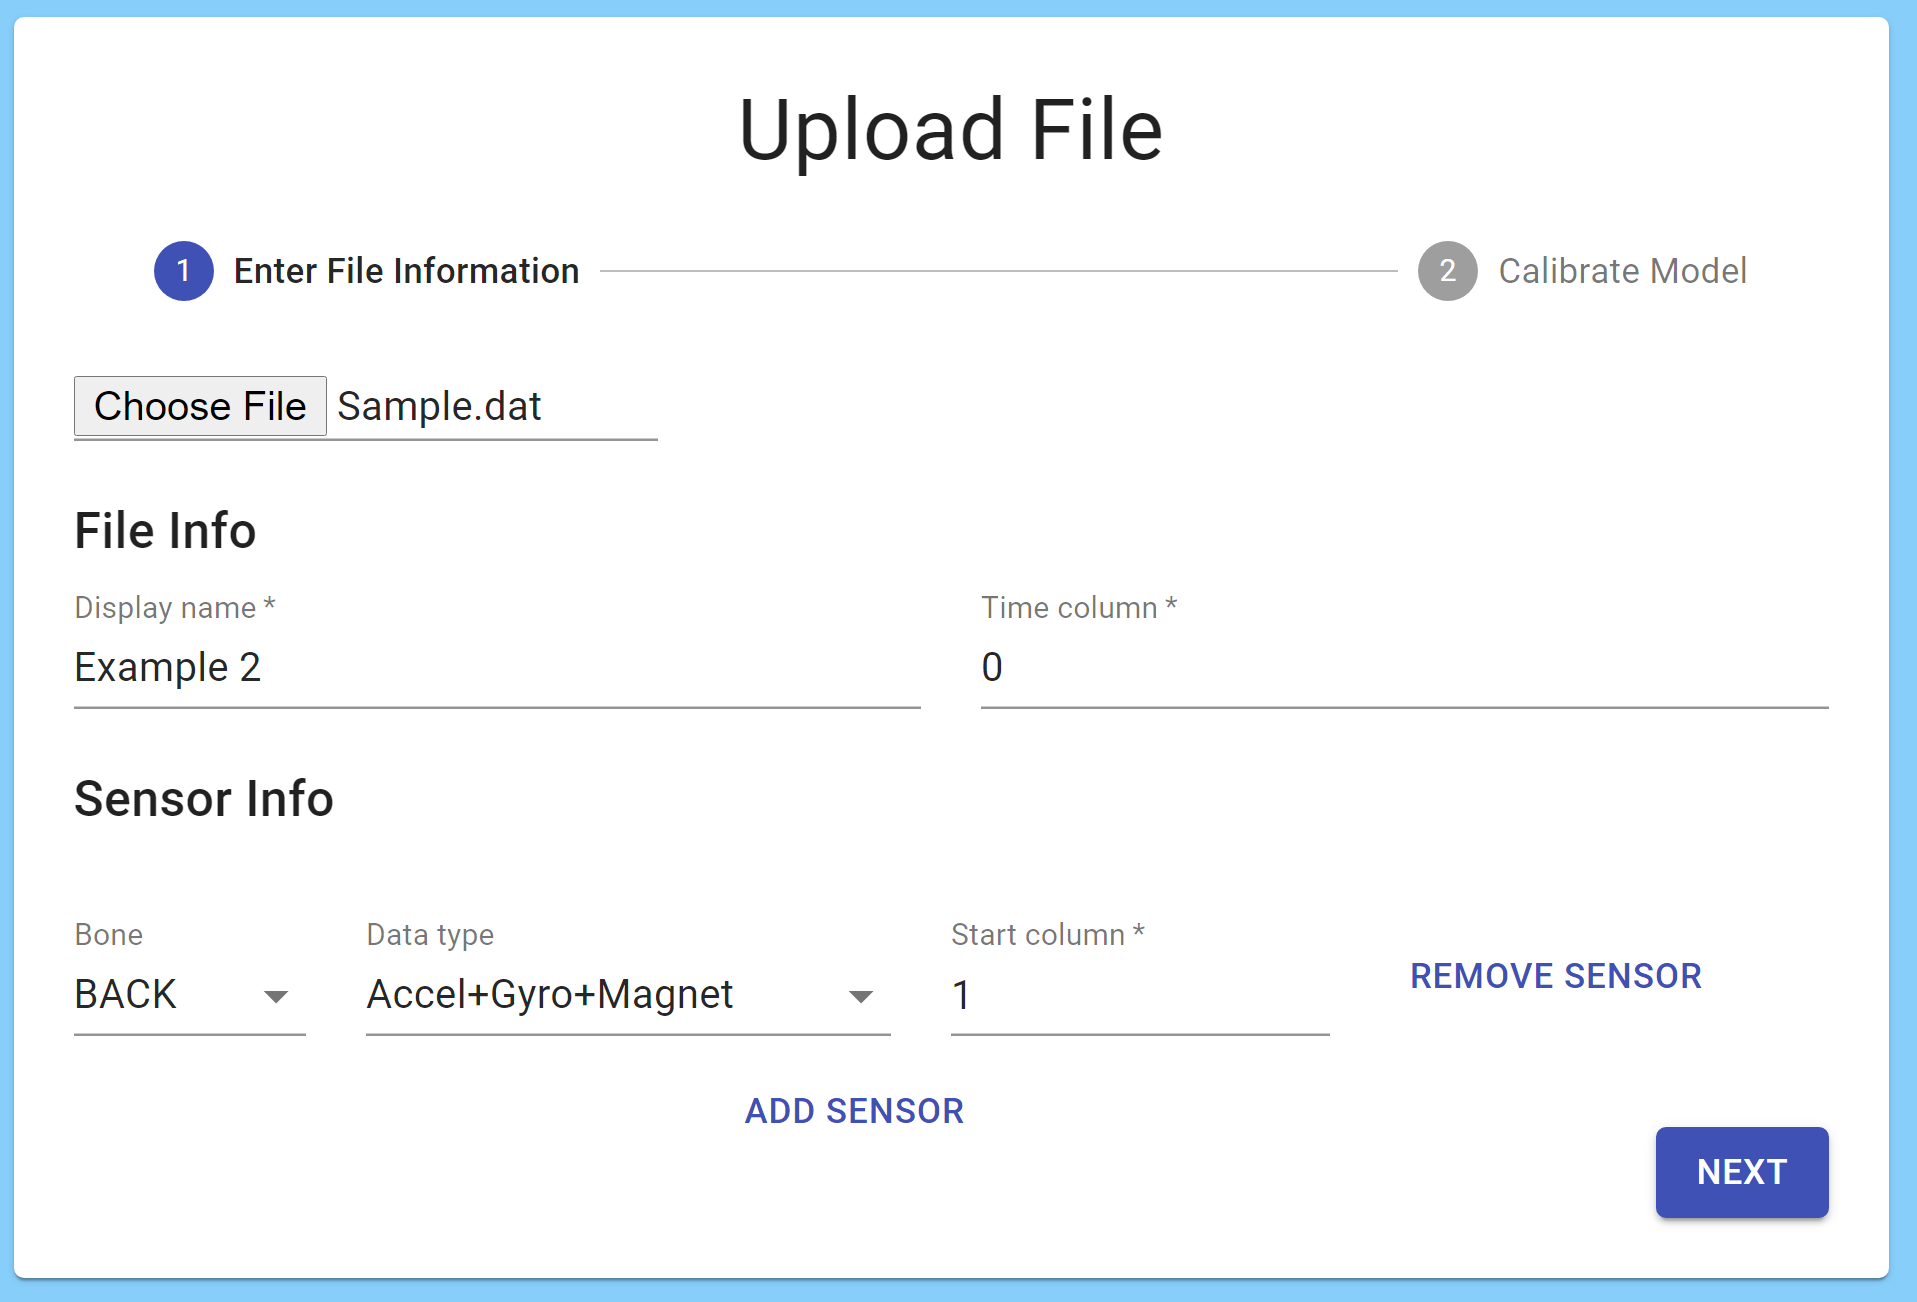 Upload File
1 Enter File Information 2 Calibrate Model
Choose File Sample.dat
File Info
Display name * Time column *
Example 2 0
Sensor Info
Bone Data type Start column *
BACK Accel+Gyro+Magnet 1 REMOVE SENSOR
ADD SENSOR
NEXT